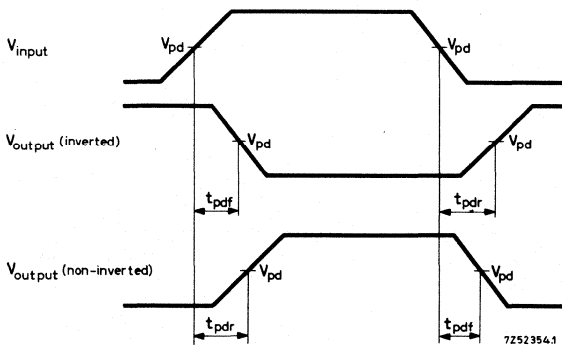 V_input V_pd V_pd
V_output (inverted) V_pd V_pd
t_pdf t_pdr
V_output (non-inverted) V_pd V_pd
t_pdr t_pdf
7Z52354.1